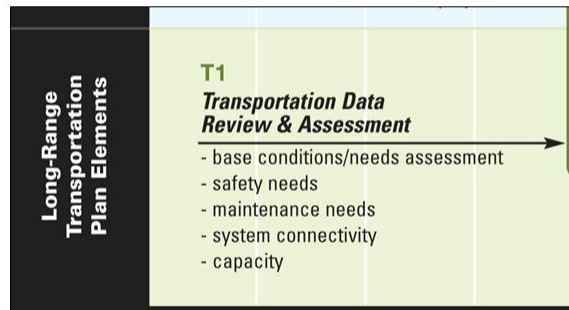 Long-Range
Transportation
Plan Elements
T1
Transportation Data
Review & Assessment
- base conditions/needs assessment
- safety needs
- maintenance needs
- system connectivity
- capacity